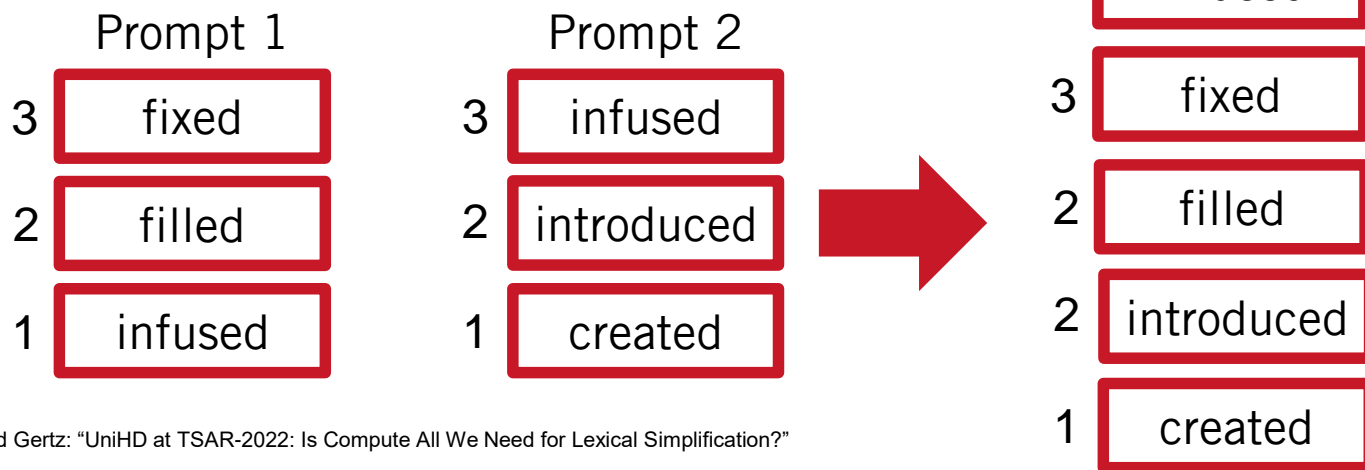 Prompt 1
3 fixed
2 filled
1 infused
Prompt 2
3 infused
2 introduced
1 created
3 fixed
2 filled
2 introduced
1 created
d Gertz: “UniHD at TSAR-2022: Is Compute All We Need for Lexical Simplification?”